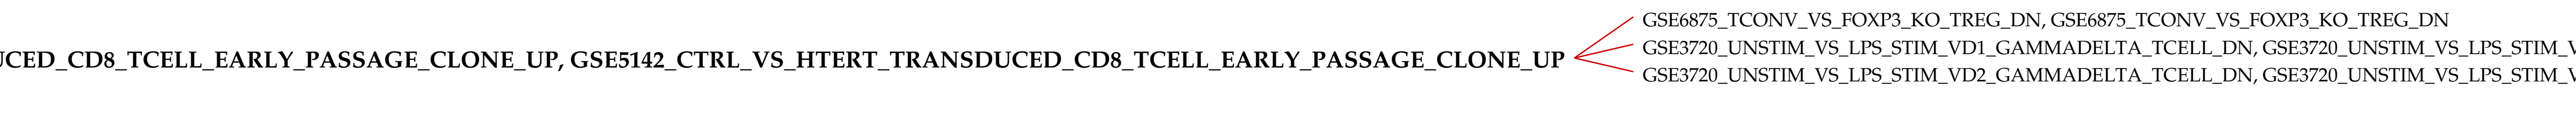 GSE6875_TCONV_VS_FOXP3_KO_TREG_DN, GSE6875_TCONV_VS_FOXP3_KO_TREG_DN
GSE3720_UNSTIM_VS_LPS_STIM_VD1_GAMMADELTA_TCELL_DN, GSE3720_UNSTIM_VS_LPS_STIM_V
UCED_CD8_TCELL_EARLY_PASSAGE_CLONE_UP, GSE5142_CTRL_VS_HTERT_TRANSDUCED_CD8_TCELL_EARLY_PASSAGE_CLONE_UP
GSE3720_UNSTIM_VS_LPS_STIM_VD2_GAMMADELTA_TCELL_DN, GSE3720_UNSTIM_VS_LPS_STIM_V